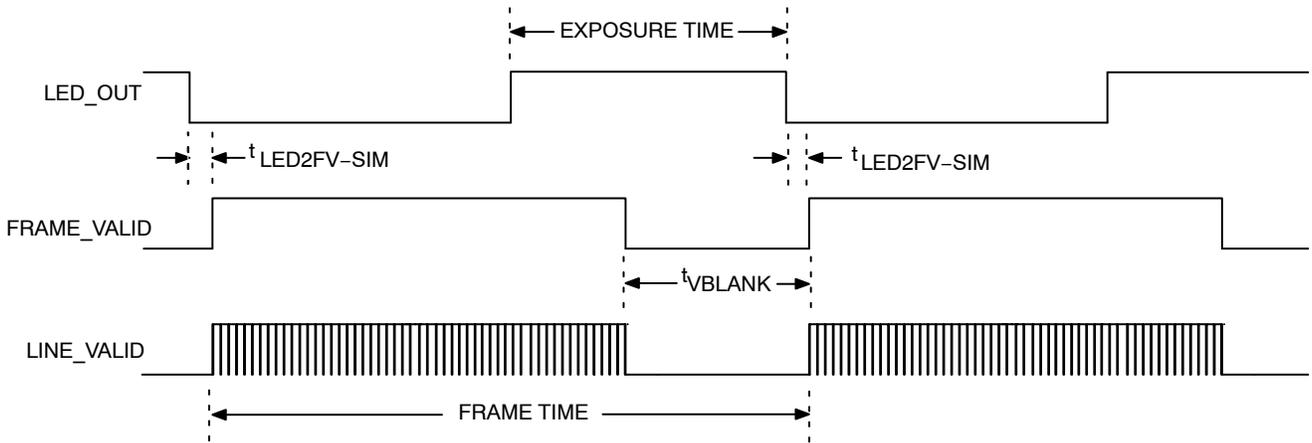 EXPOSURE TIME
LED_OUT
tLED2FV−SIM
tLED2FV−SIM
FRAME_VALID
tVBLANK
LINE_VALID
FRAME TIME